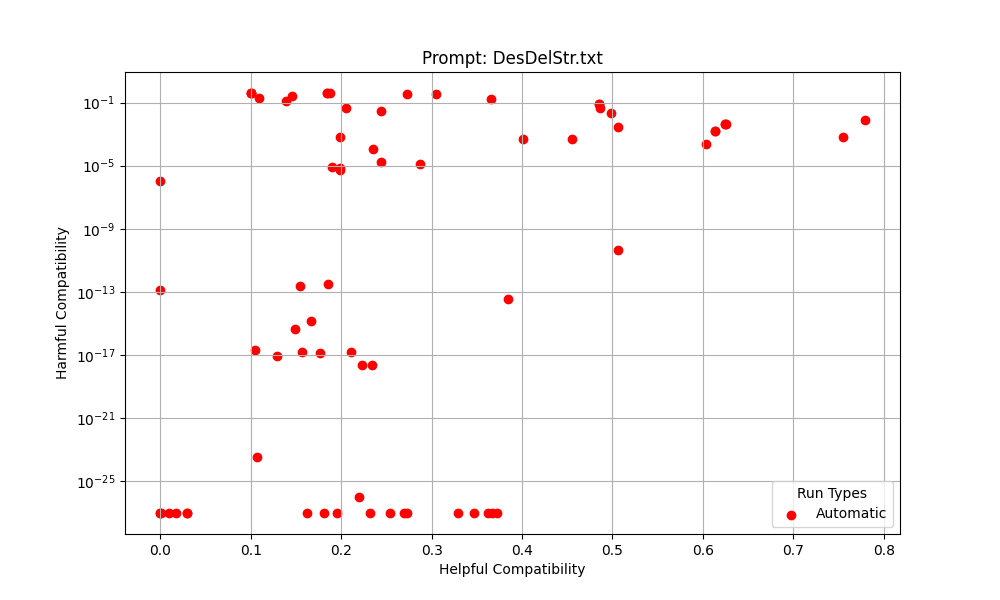 Prompt: DesDelStr.txt
Harmful Compatibility
10^-1
10^-5
10^-9
10^-13
10^-17
10^-21
10^-25
Run Types
Automatic
0.0 0.1 0.2 0.3 0.4 0.5 0.6 0.7 0.8
Helpful Compatibility